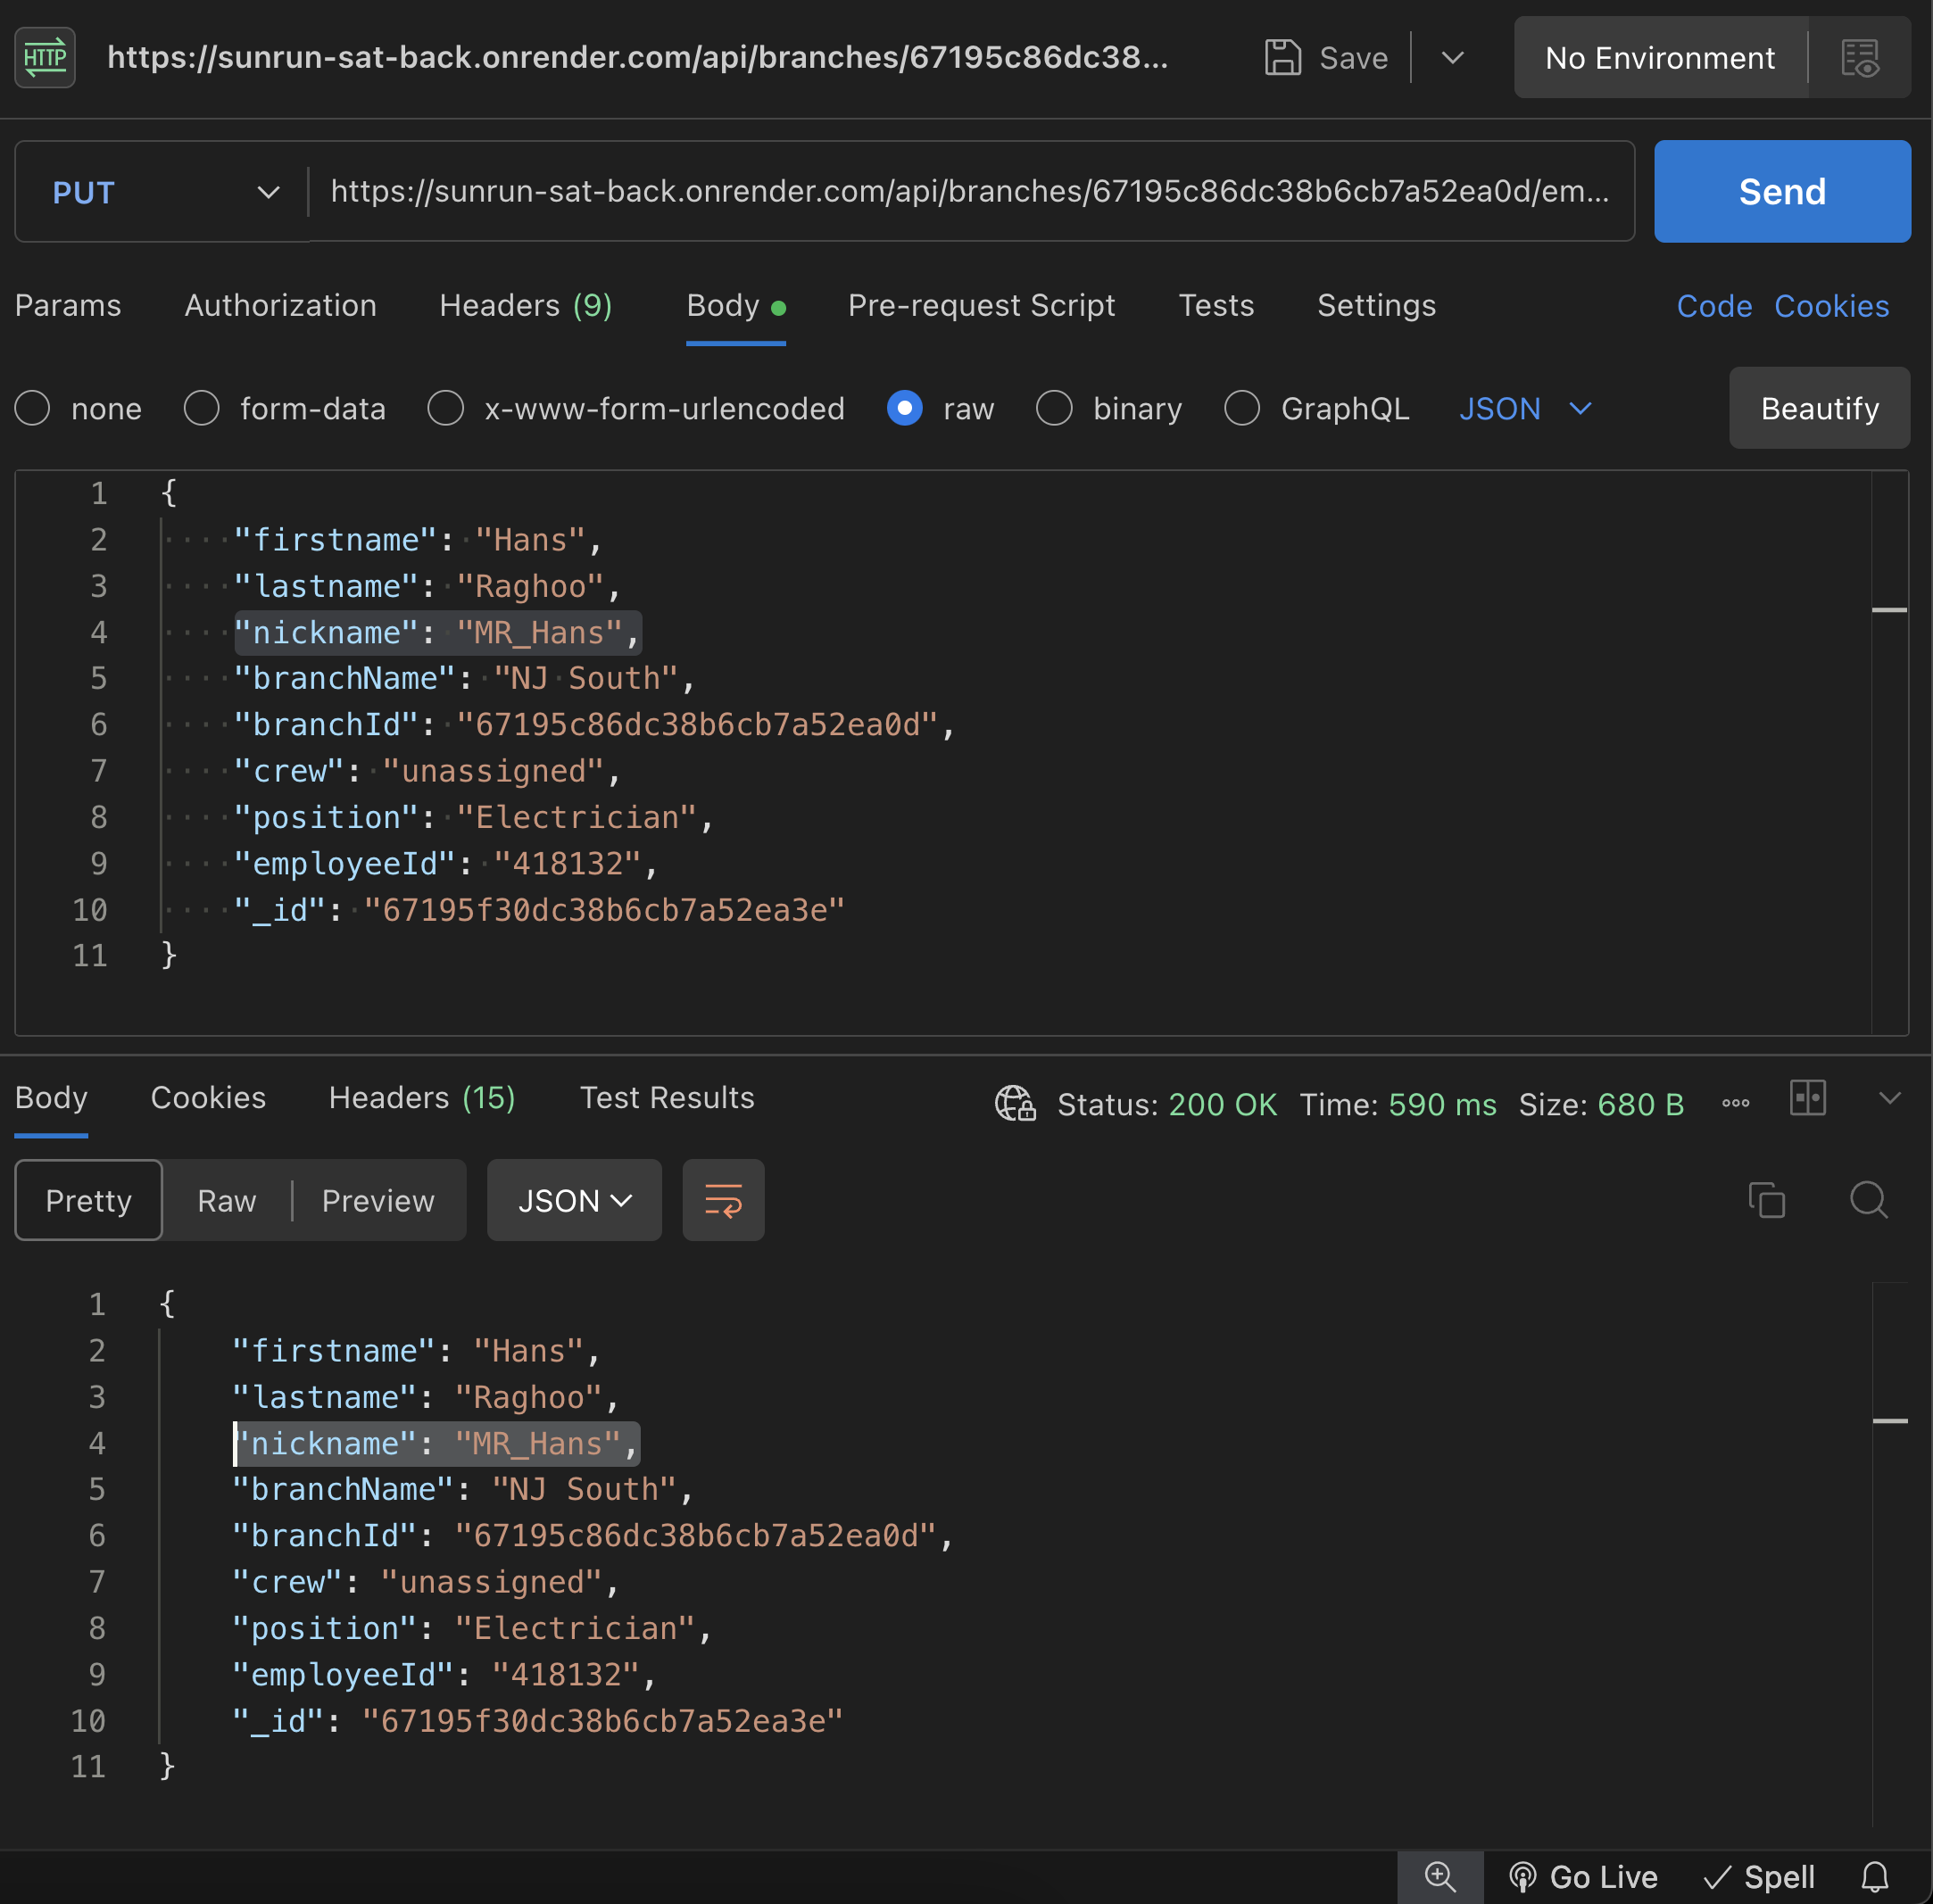 HTTP https://sunrun-sat-back.onrender.com/api/branches/67195c86dc38... Save No Environment
PUT https://sunrun-sat-back.onrender.com/api/branches/67195c86dc38b6cb7a52ea0d/em... Send
Params Authorization Headers (9) Body Pre-request Script Tests Settings Code Cookies
none form-data x-www-form-urlencoded raw binary GraphQL JSON Beautify
1 {
2 "firstname": "Hans",
3 "lastname": "Raghoo",
4 "nickname": "MR_Hans",
5 "branchName": "NJ South",
6 "branchId": "67195c86dc38b6cb7a52ea0d",
7 "crew": "unassigned",
8 "position": "Electrician",
9 "employeeId": "418132",
10 "_id": "67195f30dc38b6cb7a52ea3e"
11 }
Body Cookies Headers (15) Test Results Status: 200 OK Time: 590 ms Size: 680 B
Pretty Raw Preview JSON
1 {
2 "firstname": "Hans",
3 "lastname": "Raghoo",
4 "nickname": "MR_Hans",
5 "branchName": "NJ South",
6 "branchId": "67195c86dc38b6cb7a52ea0d",
7 "crew": "unassigned",
8 "position": "Electrician",
9 "employeeId": "418132",
10 "_id": "67195f30dc38b6cb7a52ea3e"
11 }
Go Live Spell